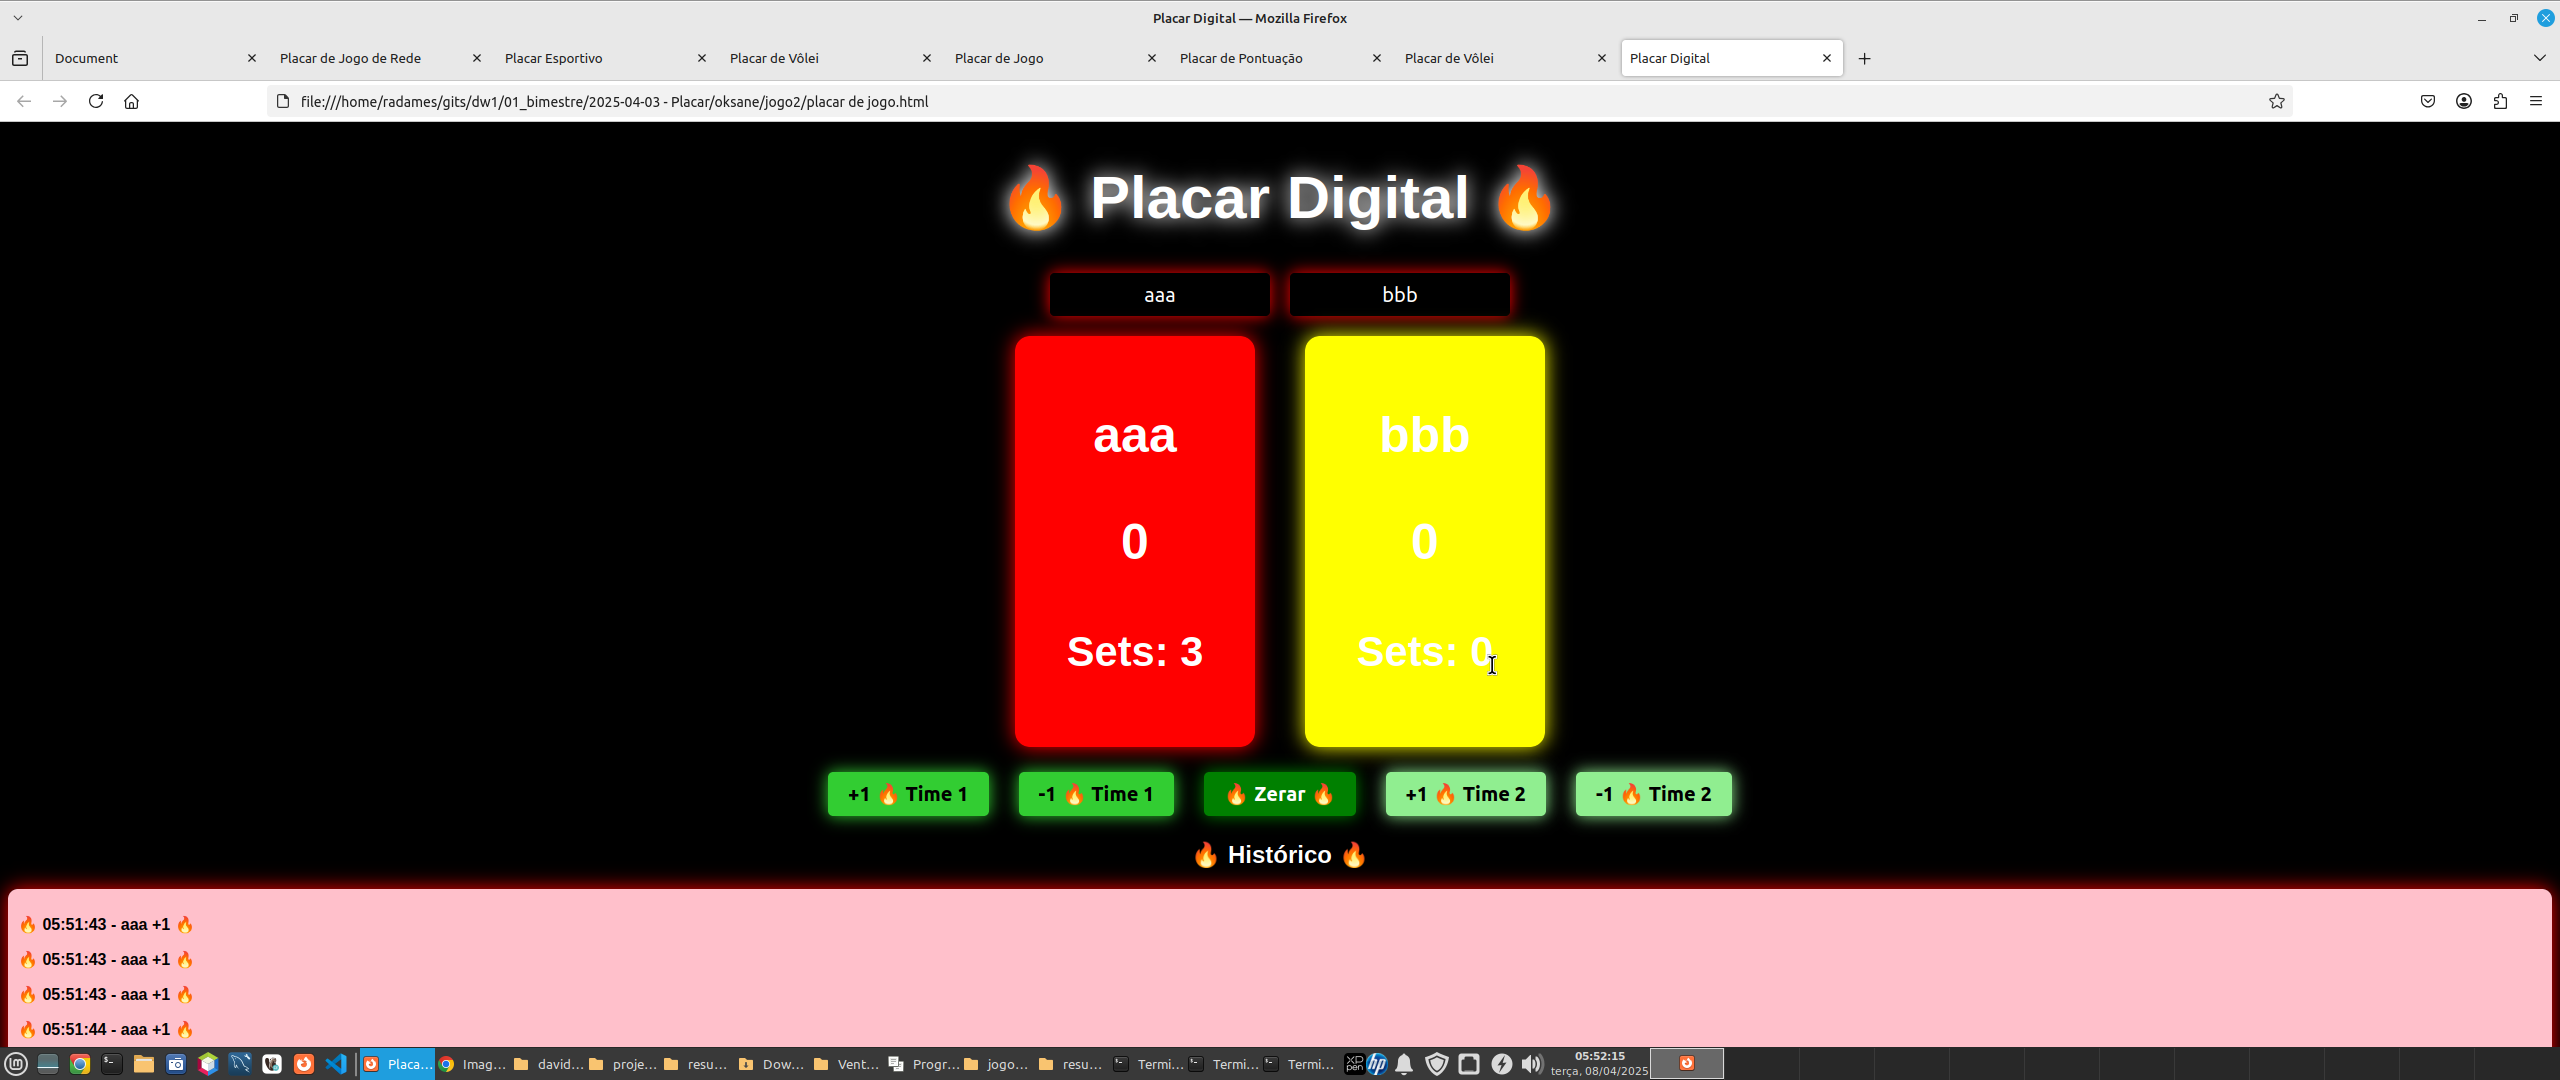 Placar Digital — Mozilla Firefox
Document
Placar de Jogo de Rede
Placar Esportivo
Placar de Vôlei
Placar de Jogo
Placar de Pontuação
Placar de Vôlei
Placar Digital
file:///home/radames/gits/dw1/01_bimestre/2025-04-03 - Placar/oksane/jogo2/placar de jogo.html
🔥 Placar Digital 🔥
aaa
bbb
aaa
0
Sets: 3
bbb
0
Sets: 0
+1 🔥 Time 1
-1 🔥 Time 1
🔥 Zerar 🔥
+1 🔥 Time 2
-1 🔥 Time 2
🔥 Histórico 🔥
🔥 05:51:43 - aaa +1 🔥
🔥 05:51:43 - aaa +1 🔥
🔥 05:51:43 - aaa +1 🔥
🔥 05:51:44 - aaa +1 🔥
Placa...
Imag...
david...
proje...
resu...
Dow...
Vent...
Progr...
jogo...
resu...
Termi...
Termi...
Termi...
XP
pen
hp
05:52:15
terça, 08/04/2025